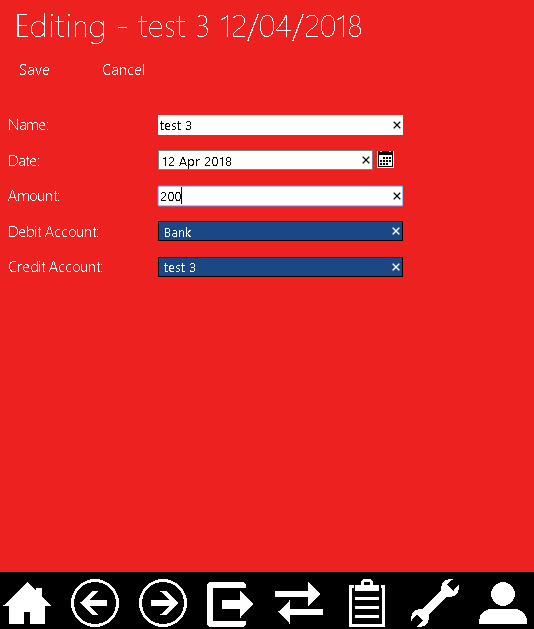 Editing - test 3 12/04/2018
Save Cancel
Name: test 3 ×
Date: 12 Apr 2018 ×
Amount: 200 ×
Debit Account: Bank ×
Credit Account: test 3 ×